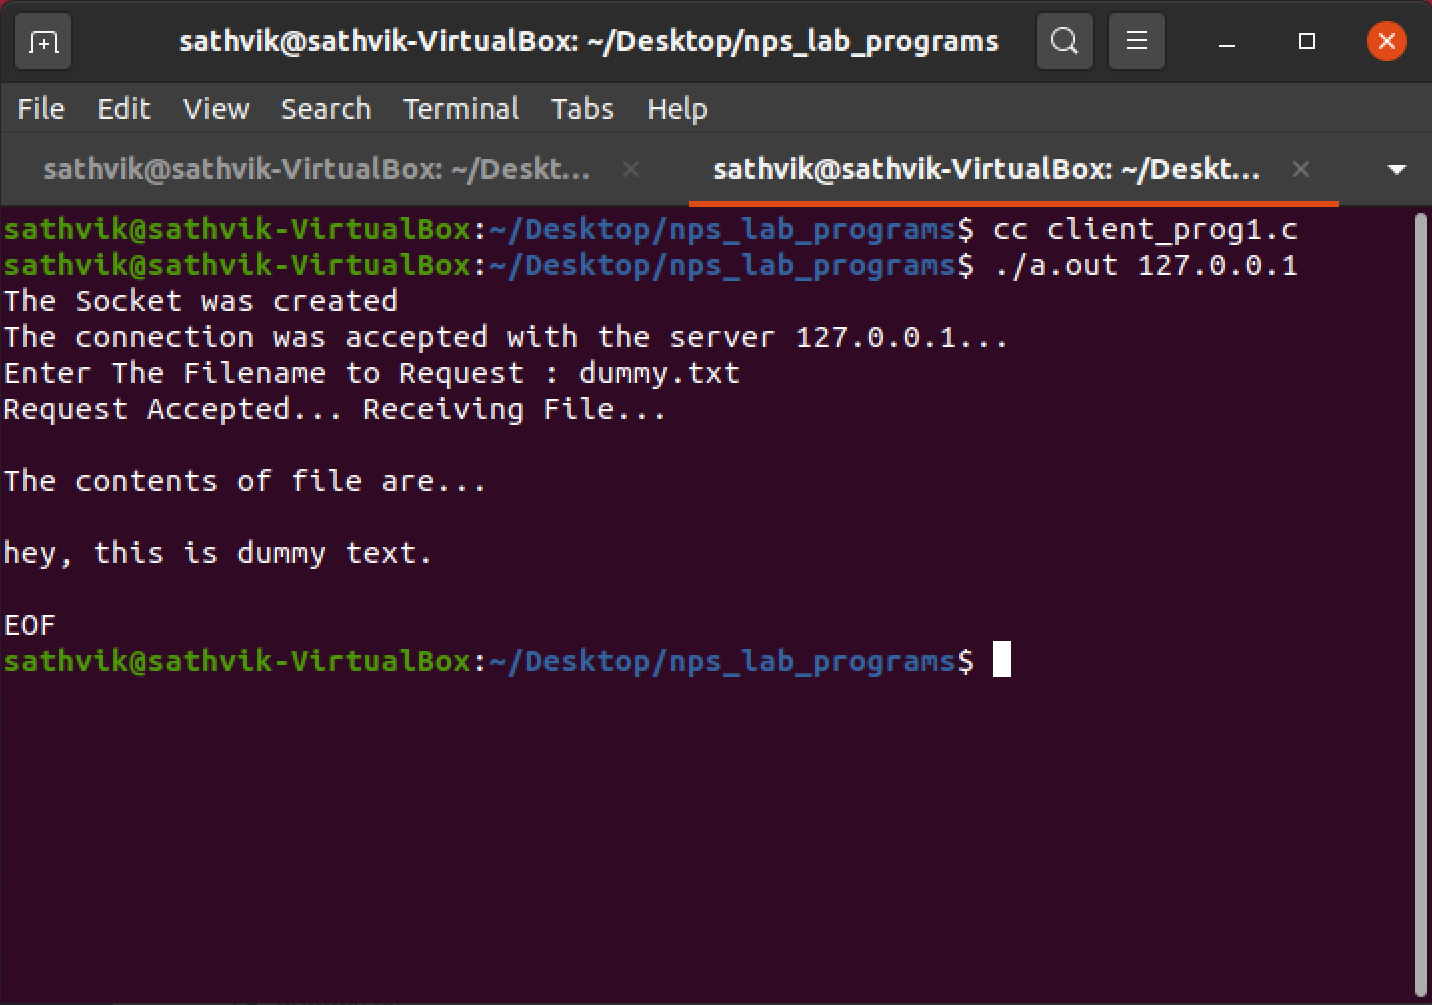 sathvik@sathvik-VirtualBox: ~/Desktop/nps_lab_programs
File Edit View Search Terminal Tabs Help
sathvik@sathvik-VirtualBox: ~/Deskt... sathvik@sathvik-VirtualBox: ~/Deskt...
sathvik@sathvik-VirtualBox:~/Desktop/nps_lab_programs$ cc client_prog1.c
sathvik@sathvik-VirtualBox:~/Desktop/nps_lab_programs$ ./a.out 127.0.0.1
The Socket was created
The connection was accepted with the server 127.0.0.1...
Enter The Filename to Request : dummy.txt
Request Accepted... Receiving File...
The contents of file are...
hey, this is dummy text.
EOF
sathvik@sathvik-VirtualBox:~/Desktop/nps_lab_programs$